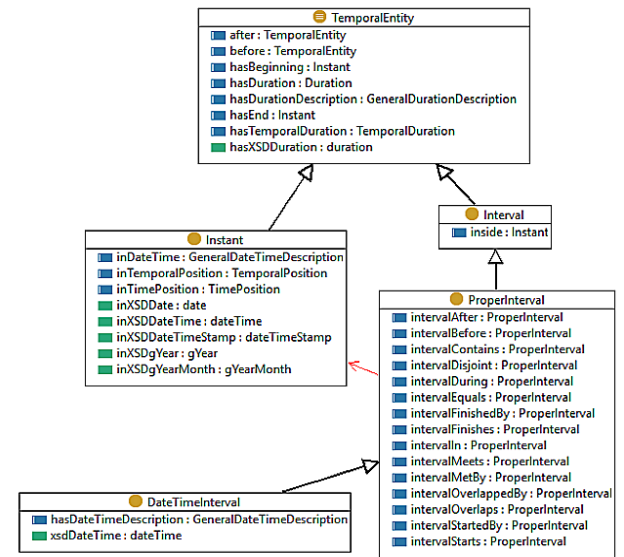 TemporalEntity
after : TemporalEntity
before : TemporalEntity
hasBeginning : Instant
hasDuration : Duration
hasDurationDescription : GeneralDurationDescription
hasEnd : Instant
hasTemporalDuration : TemporalDuration
hasXSDDuration : duration
Interval
inside : Instant
Instant
inDateTime : GeneralDateTimeDescription
inTemporalPosition : TemporalPosition
inTimePosition : TimePosition
inXSDDate : date
inXSDDateTime : dateTime
inXSDDateTimeStamp : dateTimeStamp
inXSDgYear : gYear
inXSDgYearMonth : gYearMonth
ProperInterval
intervalAfter : ProperInterval
intervalBefore : ProperInterval
intervalContains : ProperInterval
intervalDisjoint : ProperInterval
intervalDuring : ProperInterval
intervalEquals : ProperInterval
intervalFinishedBy : ProperInterval
intervalFinishes : ProperInterval
intervalIn : ProperInterval
intervalMeets : ProperInterval
intervalMetBy : ProperInterval
intervalOverlappedBy : ProperInterval
intervalOverlaps : ProperInterval
intervalStartedBy : ProperInterval
intervalStarts : ProperInterval
DateTimeInterval
hasDateTimeDescription : GeneralDateTimeDescription
xsdDateTime : dateTime